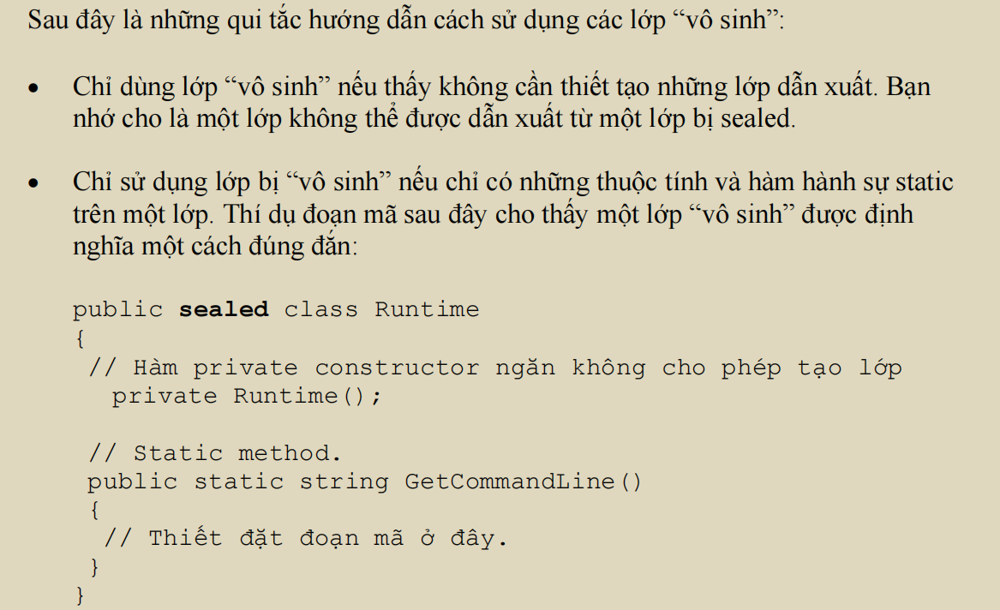 Sau đây là những qui tắc hướng dẫn cách sử dụng các lớp “vô sinh”:
• Chỉ dùng lớp “vô sinh” nếu thấy không cần thiết tạo những lớp dẫn xuất. Bạn
nhớ cho là một lớp không thể được dẫn xuất từ một lớp bị sealed.
• Chỉ sử dụng lớp bị “vô sinh” nếu chỉ có những thuộc tính và hàm hành sự static
trên một lớp. Thí dụ đoạn mã sau đây cho thấy một lớp “vô sinh” được định
nghĩa một cách đúng đắn:
public sealed class Runtime
{
// Hàm private constructor ngăn không cho phép tạo lớp
private Runtime();
// Static method.
public static string GetCommandLine()
{
// Thiết đặt đoạn mã ở đây.
}
}